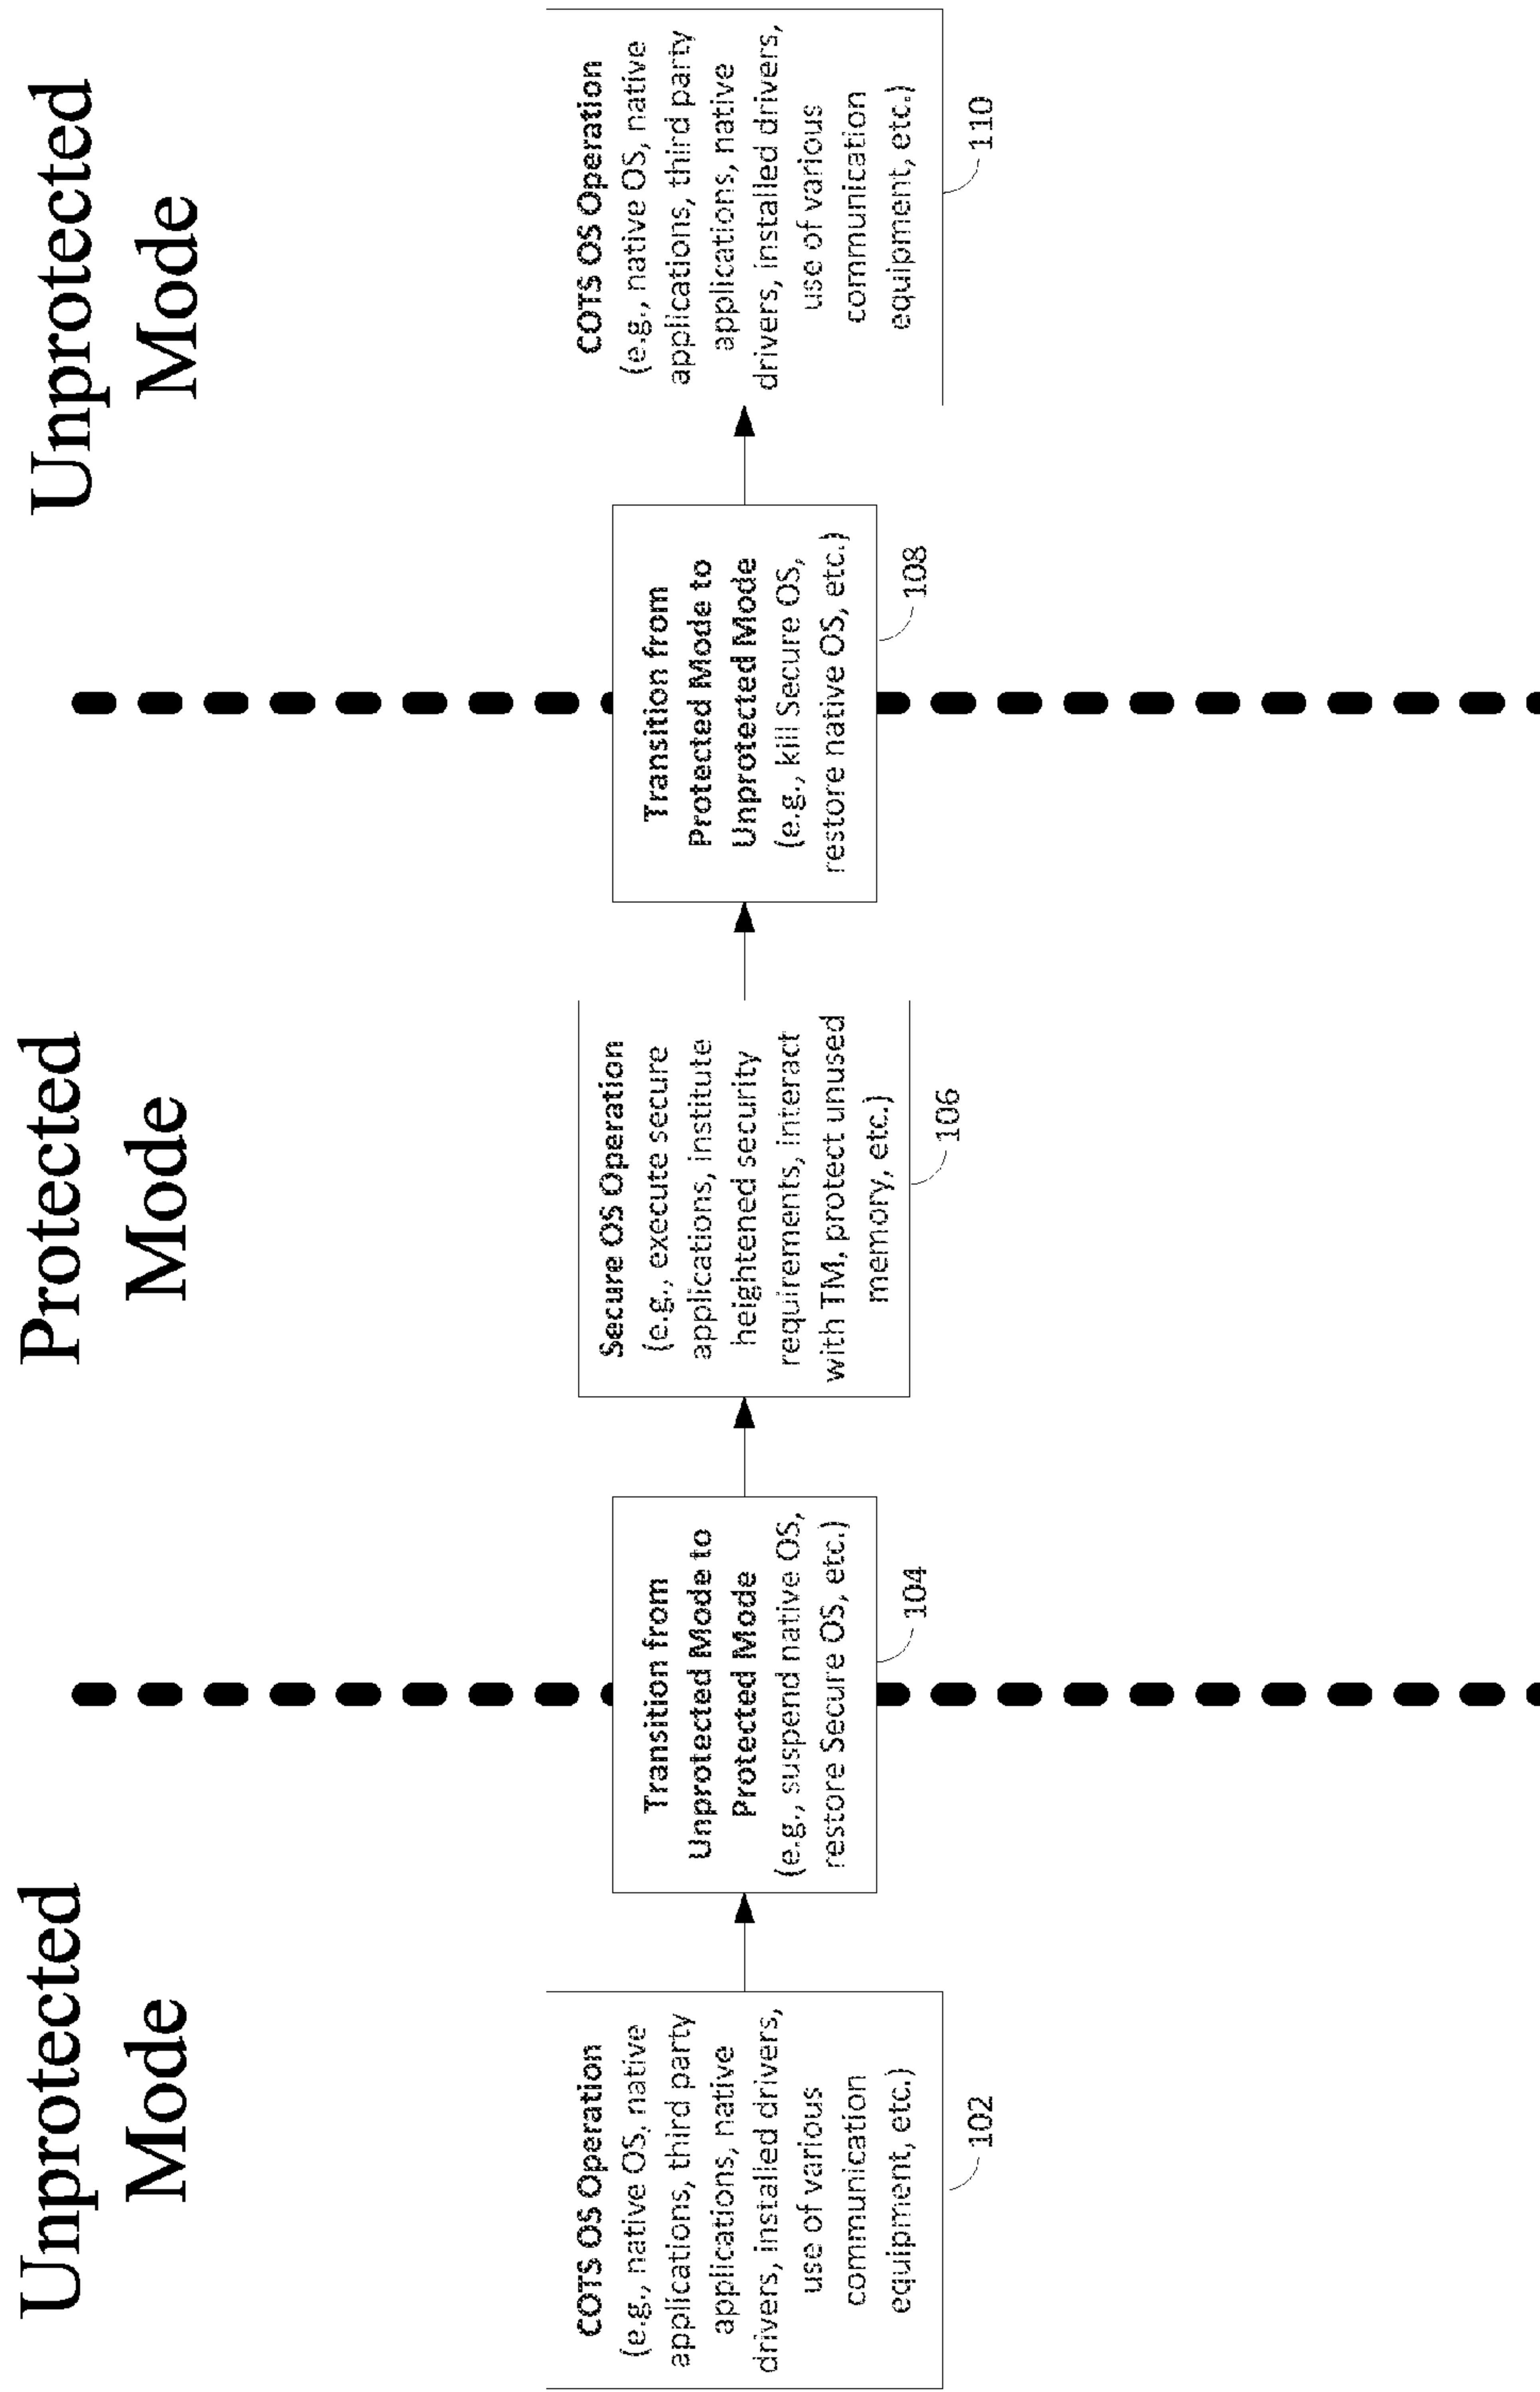 Unprotected
Mode
Protected
Mode
Unprotected
Mode
COTS OS Operation
(e.g., native OS, native
applications, third party
applications, native
drivers, installed drivers,
use of various
communication
equipment, etc.)
102
Transition from
Unprotected Mode to
Protected Mode
(e.g., suspend native OS,
restore Secure OS, etc.)
104
Secure OS Operation
(e.g., execute secure
applications, institute
heightened security
requirements, interact
with TM, protect unused
memory, etc.)
106
Transition from
Protected Mode to
Unprotected Mode
(e.g., kill Secure OS,
restore native OS, etc.)
108
COTS OS Operation
(e.g., native OS, native
applications, third party
applications, native
drivers, installed drivers,
use of various
communication
equipment, etc.)
110